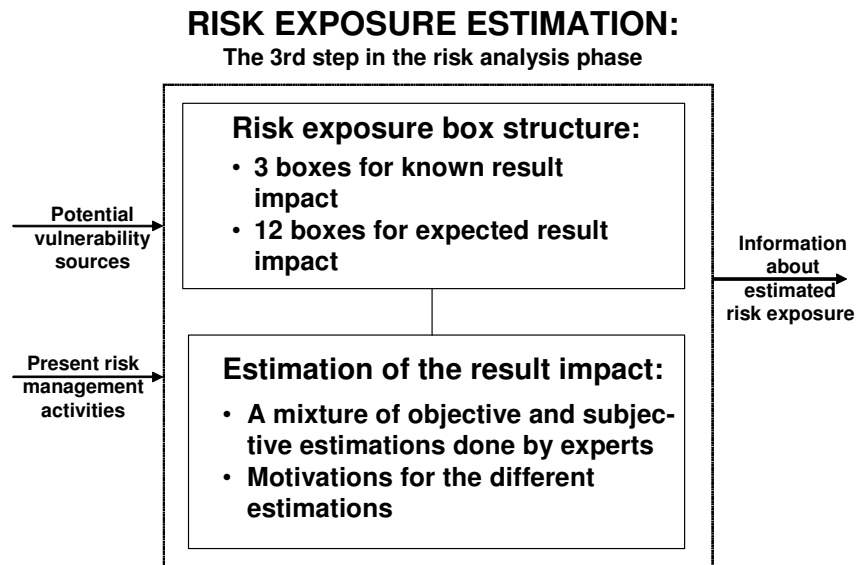 RISK EXPOSURE ESTIMATION:
The 3rd step in the risk analysis phase
Risk exposure box structure:
• 3 boxes for known result
impact
• 12 boxes for expected result
impact
Potential
vulnerability
sources
Information
about
estimated
risk exposure
Present risk
management
activities
Estimation of the result impact:
• A mixture of objective and subjec-
tive estimations done by experts
• Motivations for the different
estimations